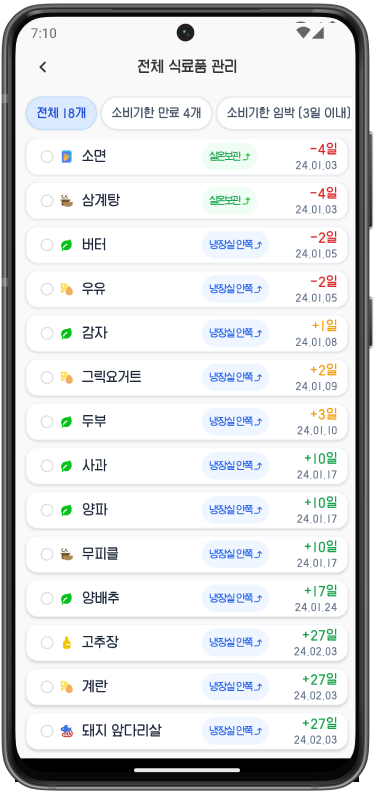 7:10
전체 식료품 관리
전체 18개 소비기한 만료 4개 소비기한 임박 (3일 이내)
소면 실온보관 -4일
24.01.03
삼계탕 실온보관 -4일
24.01.03
버터 냉장실 안쪽 -2일
24.01.05
우유 냉장실 안쪽 -2일
24.01.05
감자 냉장실 안쪽 +1일
24.01.08
그릭요거트 냉장실 안쪽 +2일
24.01.09
두부 냉장실 안쪽 +3일
24.01.10
사과 냉장실 안쪽 +10일
24.01.17
양파 냉장실 안쪽 +10일
24.01.17
무피클 냉장실 안쪽 +10일
24.01.17
양배추 냉장실 안쪽 +17일
24.01.24
고추장 냉장실 안쪽 +27일
24.02.03
계란 냉장실 안쪽 +27일
24.02.03
돼지 앞다리살 냉장실 안쪽 +27일
24.02.03